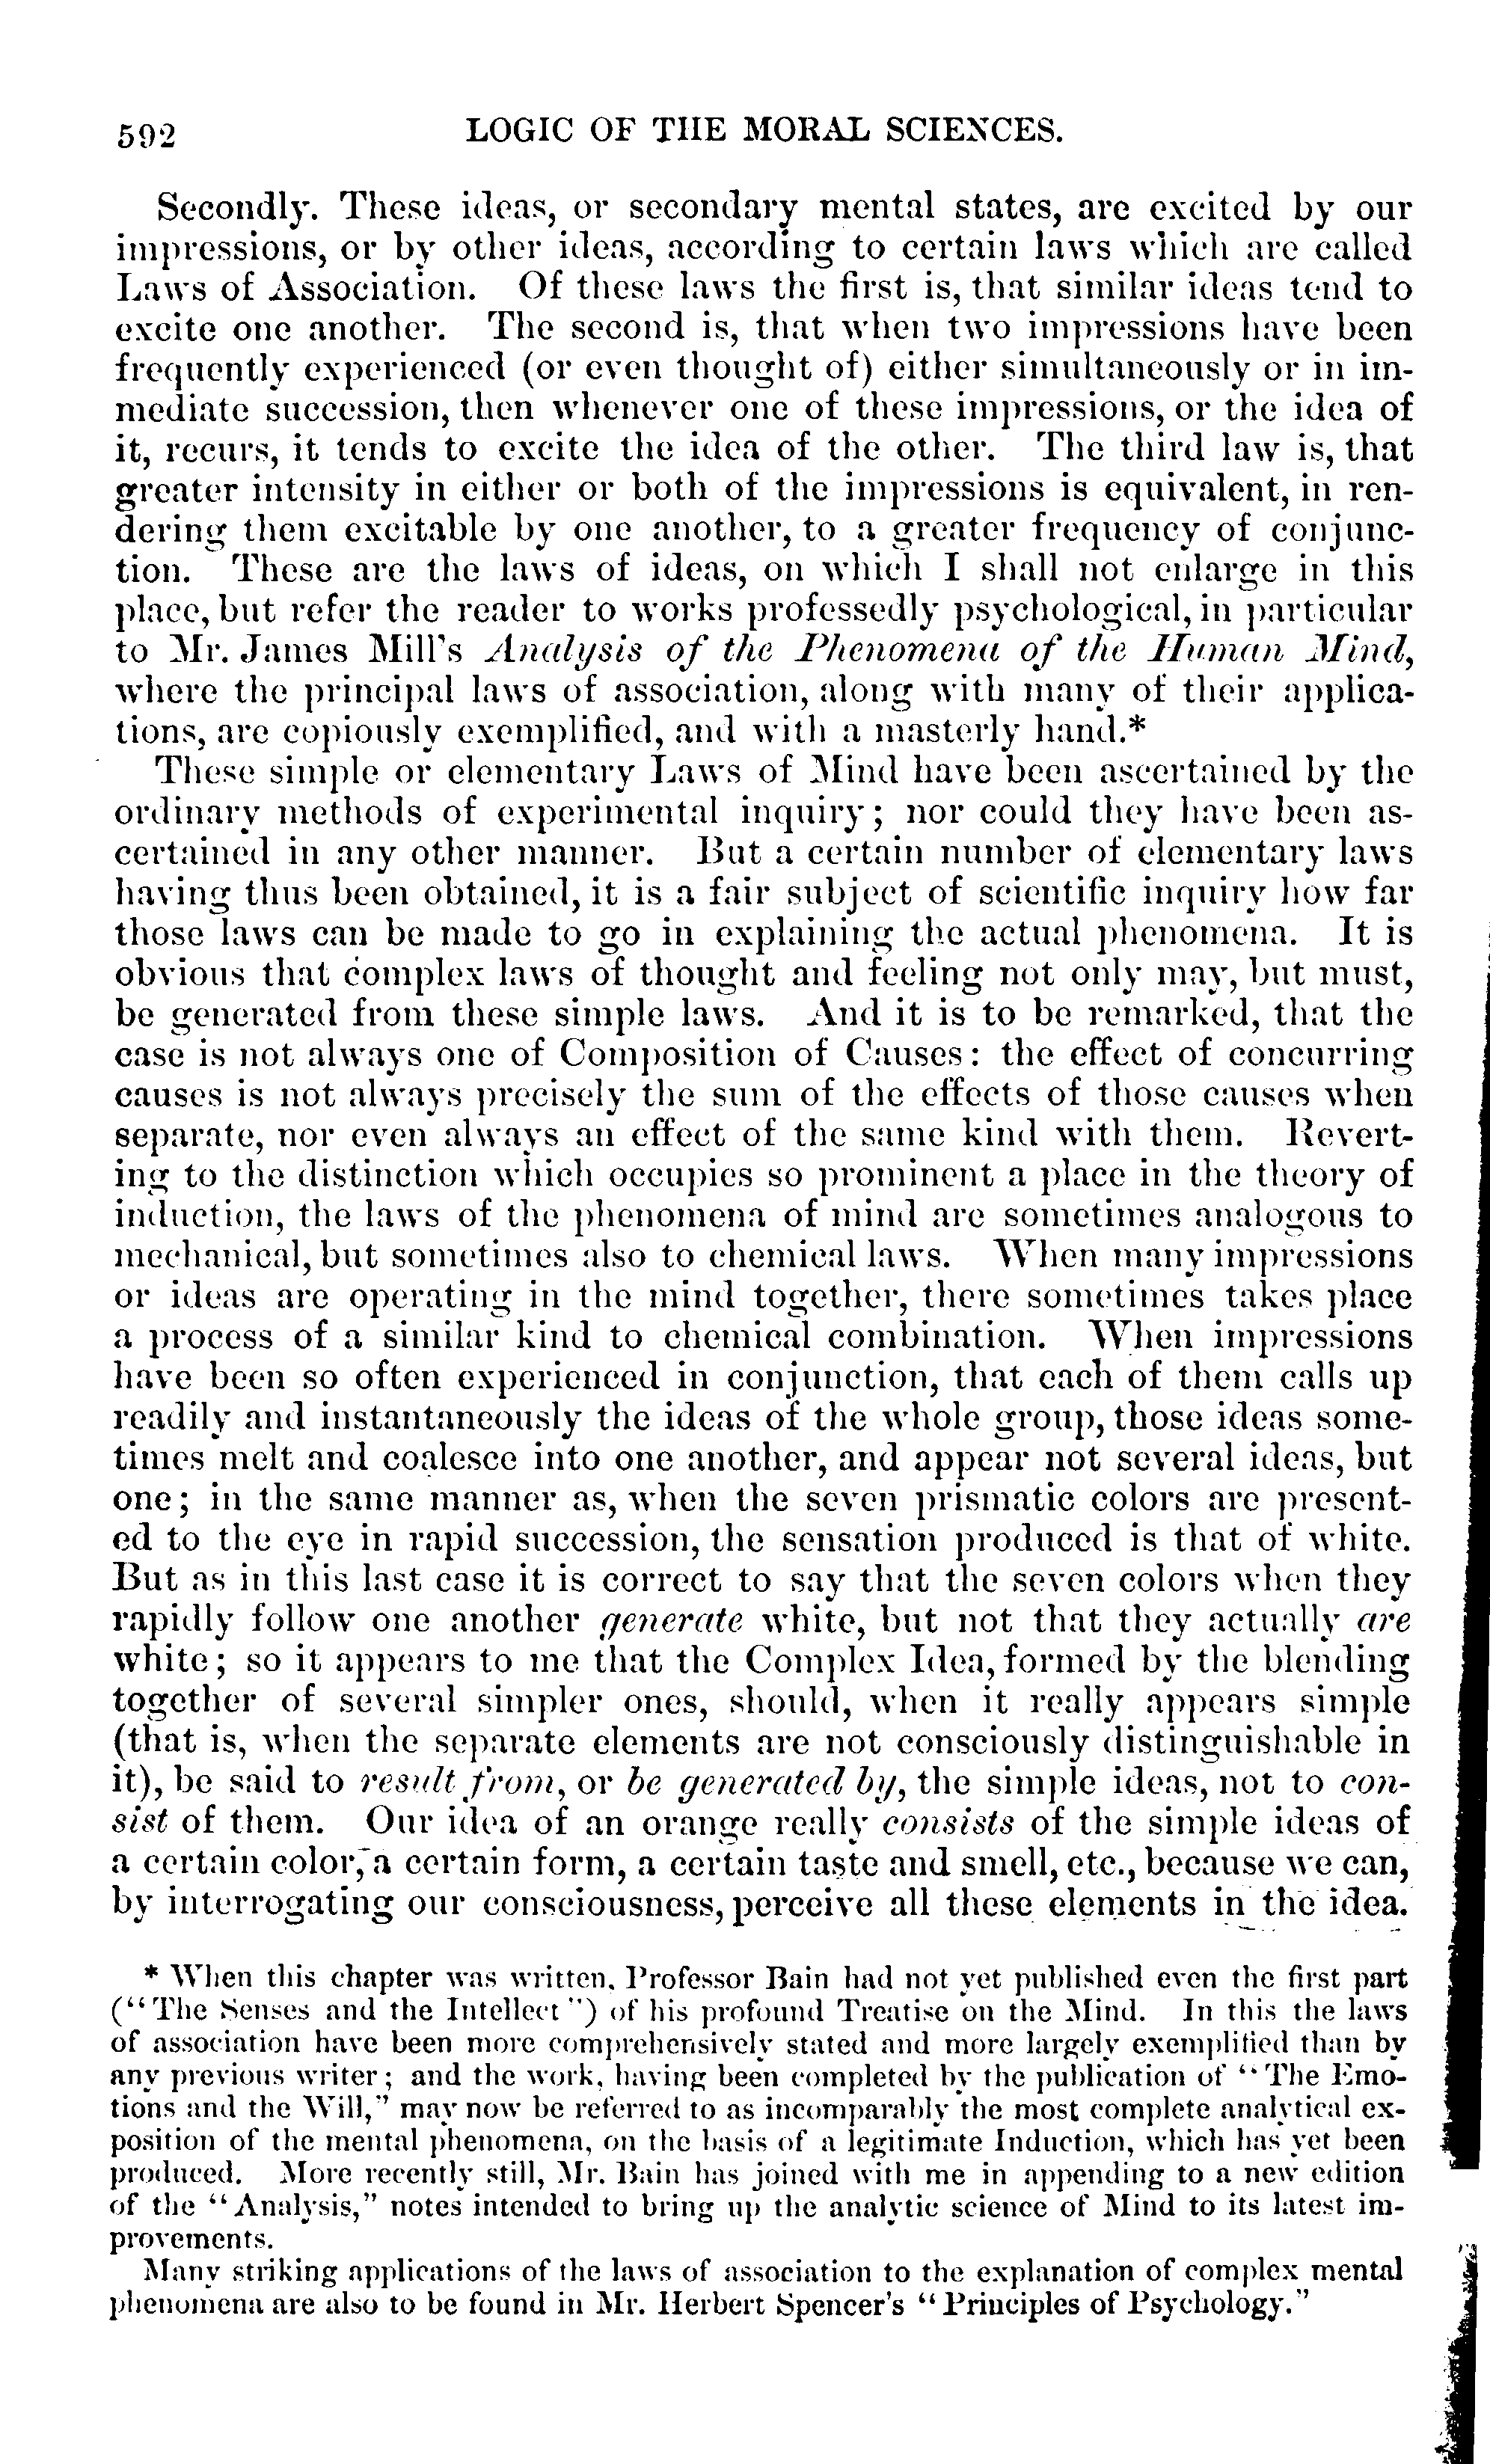 592 LOGIC OF THE MORAL SCIENCES.
Secondly. These ideas, or secondary mental states, are excited by our
impressions, or by other ideas, according to certain laws which are called
Laws of Association. Of these laws the first is, that similar ideas tend to
excite one another. The second is, that when two impressions have been
frequently experienced (or even thought of) either simultaneously or in im-
mediate succession, then whenever one of these impressions, or the idea of
it, recurs, it tends to excite the idea of the other. The third law is, that
greater intensity in either or both of the impressions is equivalent, in ren-
dering them excitable by one another, to a greater frequency of conjunc-
tion. These are the laws of ideas, on which I shall not enlarge in this
place, but refer the reader to works professedly psychological, in particular
to Mr. James Mill's Analysis of the Phenomena of the Human Mind,
where the principal laws of association, along with many of their applica-
tions, are copiously exemplified, and with a masterly hand.*
These simple or elementary Laws of Mind have been ascertained by the
ordinary methods of experimental inquiry; nor could they have been as-
certained in any other manner. But a certain number of elementary laws
having thus been obtained, it is a fair subject of scientific inquiry how far
those laws can be made to go in explaining the actual phenomena. It is
obvious that complex laws of thought and feeling not only may, but must,
be generated from these simple laws. And it is to be remarked, that the
case is not always one of Composition of Causes: the effect of concurring
causes is not always precisely the sum of the effects of those causes when
separate, nor even always an effect of the same kind with them. Revert-
ing to the distinction which occupies so prominent a place in the theory of
induction, the laws of the phenomena of mind are sometimes analogous to
mechanical, but sometimes also to chemical laws. When many impressions
or ideas are operating in the mind together, there sometimes takes place
a process of a similar kind to chemical combination. When impressions
have been so often experienced in conjunction, that each of them calls up
readily and instantaneously the ideas of the whole group, those ideas some-
times melt and coalesce into one another, and appear not several ideas, but
one; in the same manner as, when the seven prismatic colors are present-
ed to the eye in rapid succession, the sensation produced is that of white.
But as in this last case it is correct to say that the seven colors when they
rapidly follow one another generate white, but not that they actually are
white; so it appears to me that the Complex Idea, formed by the blending
together of several simpler ones, should, when it really appears simple
(that is, when the separate elements are not consciously distinguishable in
it), be said to result from, or be generated by, the simple ideas, not to con-
sist of them. Our idea of an orange really consists of the simple ideas of
a certain color, a certain form, a certain taste and smell, etc., because we can,
by interrogating our consciousness, perceive all these elements in the idea.
* When this chapter was written, Professor Bain had not yet published even the first part
("The Senses and the Intellect") of his profound Treatise on the Mind. In this the laws
of association have been more comprehensively stated and more largely exemplified than by
any previous writer; and the work, having been completed by the publication of "The Emo-
tions and the Will," may now be referred to as incomparably the most complete analytical ex-
position of the mental phenomena, on the basis of a legitimate Induction, which has yet been
produced. More recently still, Mr. Bain has joined with me in appending to a new edition
of the "Analysis," notes intended to bring up the analytic science of Mind to its latest im-
provements.
Many striking applications of the laws of association to the explanation of complex mental
phenomena are also to be found in Mr. Herbert Spencer's "Principles of Psychology."